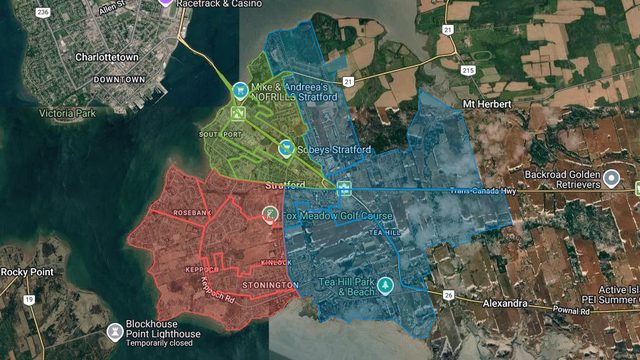 236
Allen St
Racetrack & Casino
Charlottetown
DOWNTOWN
Victoria Park
21
215
21
Mike & Andreea's
NOFRILLS Stratford
Mt Herbert
SOUTHPORT
Sobeys Stratford
Backroad Golden
Retrievers
Stratford
Trans-Canada Hwy
ROSEBANK
Fox Meadow Golf Course
TEA HILL
KINLOCK
KEPPOCH
Keppoch Rd
STONINGTON
Tea Hill Park
& Beach
Rocky Point
19
26
Alexandra
Pownal Rd
Active Isl
PEI Summer C
Blockhouse
Point Lighthouse
Temporarily closed